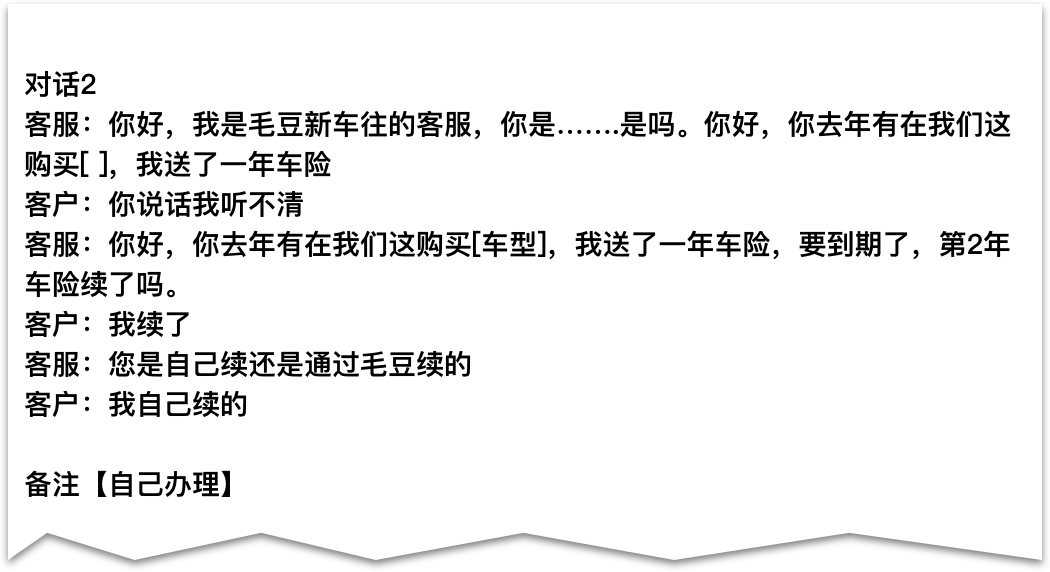 对话2
客服：你好，我是毛豆新车往的客服，你是.......是吗。你好，你去年有在我们这
购买[ ]，我送了一年车险
客户：你说话我听不清
客服：你好，你去年有在我们这购买[车型]，我送了一年车险，要到期了，第2年
车险续了吗。
客户：我续了
客服：您是自己续还是通过毛豆续的
客户：我自己续的
备注【自己办理】